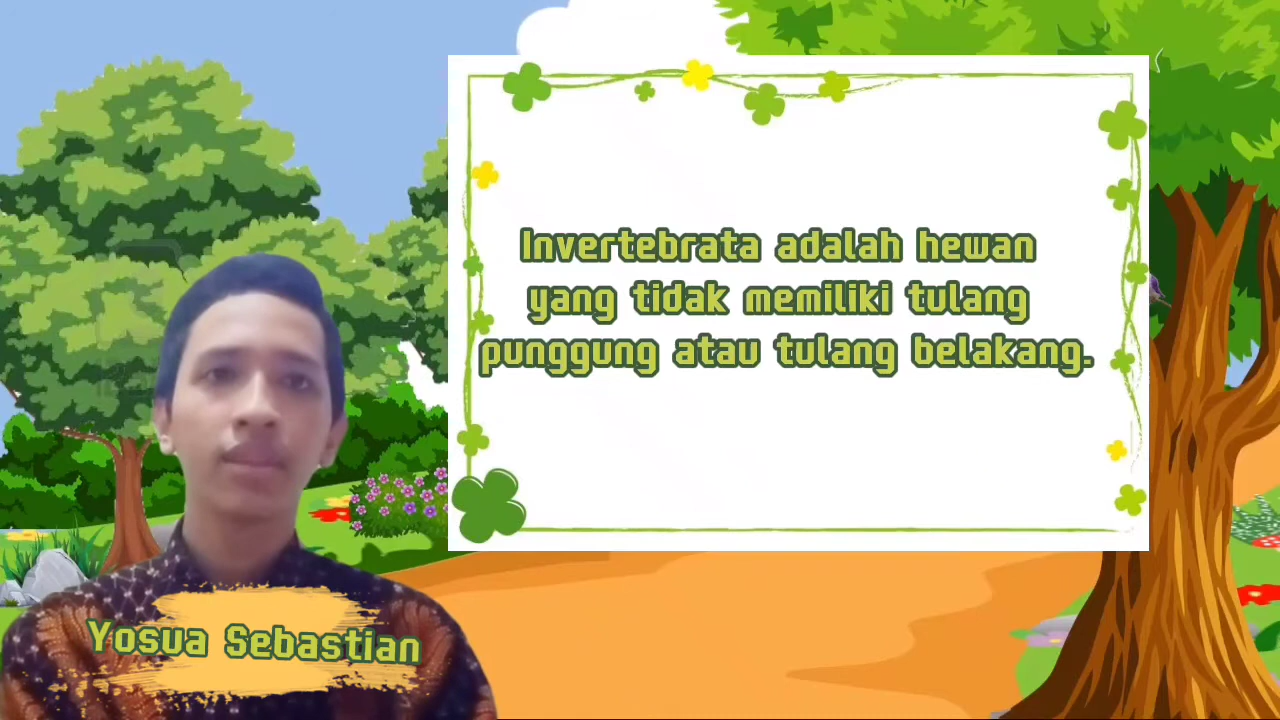 Invertebrata adalah hewan
yang tidak memiliki tulang
punggung atau tulang belakang.
Yosua Sebastian